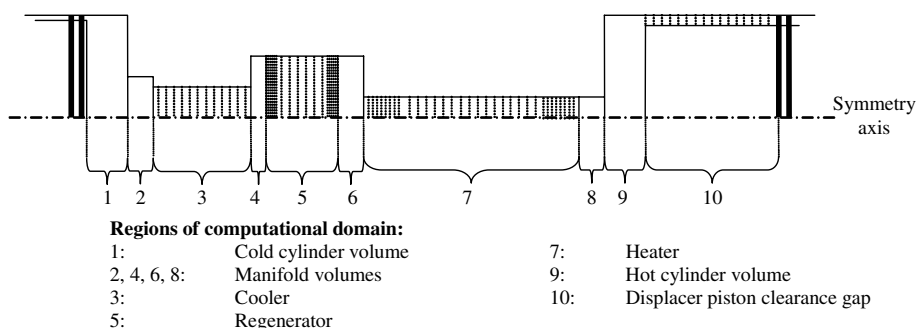 Symmetry
axis
1 2 3 4 5 6 7 8 9 10
Regions of computational domain:
1: Cold cylinder volume
2, 4, 6, 8: Manifold volumes
3: Cooler
5: Regenerator
7: Heater
9: Hot cylinder volume
10: Displacer piston clearance gap